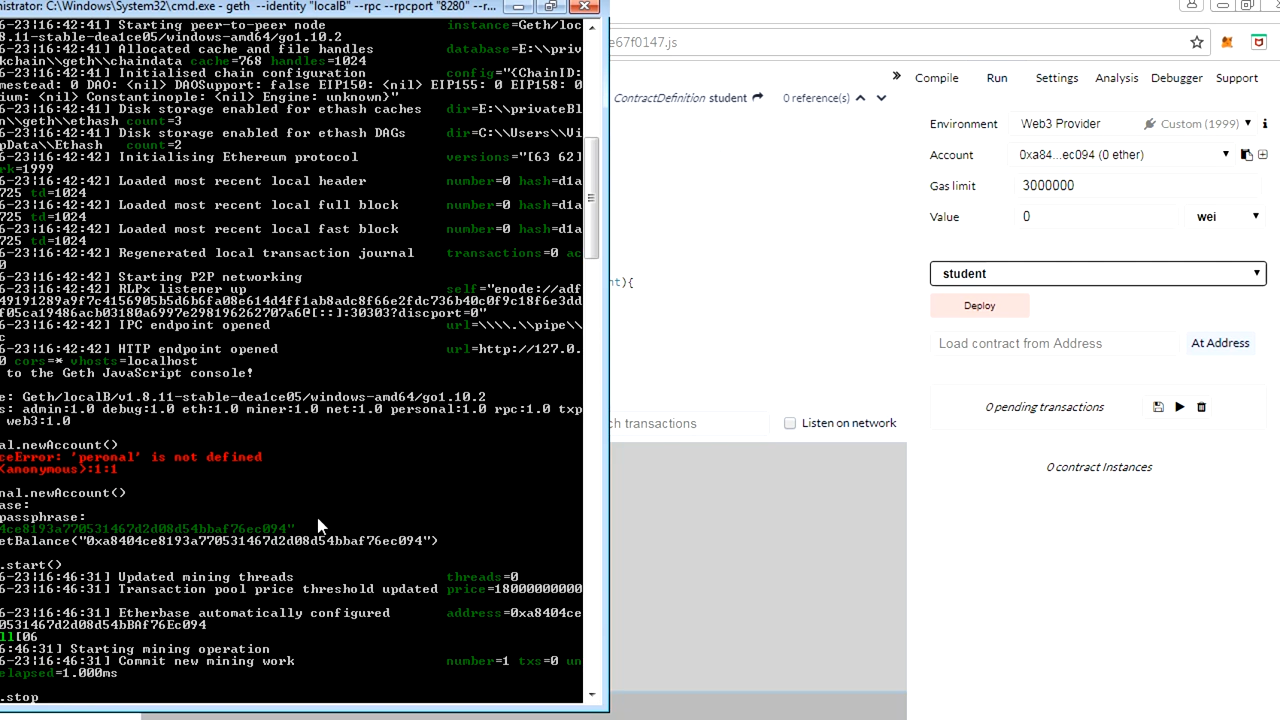 nistrator: C:\Windows\System32\cmd.exe - geth --identity "localB" --rpc --rpcport "8280" --r...
6-23|16:42:41] Starting peer-to-peer node instance=Geth/loc
8.11-stable-dea1ce05/windows-amd64/go1.10.2
6-23|16:42:41] Allocated cache and file handles database=E:\\priv
kchain\\geth\\chaindata cache=768 handles=1024
6-23|16:42:41] Initialised chain configuration config="{ChainID:
mestead: 0 DAO: <nil> DAOSupport: false EIP150: <nil> EIP155: 0 EIP158: 0
ium: <nil> Constantinople: <nil> Engine: unknown}"
6-23|16:42:41] Disk storage enabled for ethash caches dir=E:\\privateBl
n\\geth\\ethash count=3
6-23|16:42:41] Disk storage enabled for ethash DAGs dir=C:\\Users\\Vi
pData\\Ethash count=2
6-23|16:42:42] Initialising Ethereum protocol versions="[63 62]
rk=1999
6-23|16:42:42] Loaded most recent local header number=0 hash=d1a
725 td=1024
6-23|16:42:42] Loaded most recent local full block number=0 hash=d1a
725 td=1024
6-23|16:42:42] Loaded most recent local fast block number=0 hash=d1a
725 td=1024
6-23|16:42:42] Regenerated local transaction journal transactions=0 ac
0
6-23|16:42:42] Starting P2P networking
6-23|16:42:42] RLPx listener up self="enode://adf
49191289a9f7c4156905b5d6b6fa08e614d4ff1ab8adc8f66e2fdc736b40c0f9c18f6e3dd
f05ca19486acb03180a6997e298196262707a6@[::]:30303?discport=0"
6-23|16:42:42] IPC endpoint opened url=\\\\.\\pipe\\
c
6-23|16:42:42] HTTP endpoint opened url=http://127.0.
0 cors=* vhosts=localhost
to the Geth JavaScript console!
e: Geth/localB/v1.8.11-stable-dea1ce05/windows-amd64/go1.10.2
s: admin:1.0 debug:1.0 eth:1.0 miner:1.0 net:1.0 personal:1.0 rpc:1.0 txp
web3:1.0
al.newAccount()
ceError: 'peronal' is not defined
(anonymous>:1:1
nal.newAccount()
ase:
passphrase:
4ce8193a770531467d2d08d54bbaf76ec094"
etBalance("0xa8404ce8193a770531467d2d08d54bbaf76ec094")
.start()
6-23|16:46:31] Updated mining threads threads=0
6-23|16:46:31] Transaction pool price threshold updated price=18000000000
6-23|16:46:31] Etherbase automatically configured address=0xa8404ce
0531467d2d08d54bBAf76Ec094
ll[06
6:46:31] Starting mining operation
6-23|16:46:31] Commit new mining work number=1 txs=0 un
elapsed=1.000ms
.stop
e67f0147.js
» Compile Run Settings Analysis Debugger Support
ContractDefinition student 0 reference(s)
Environment Web3 Provider Custom (1999)
Account 0xa84...ec094 (0 ether)
Gas limit 3000000
Value 0 wei
student
nt){
Deploy
Load contract from Address At Address
0 pending transactions
ch transactions Listen on network
0 contract Instances